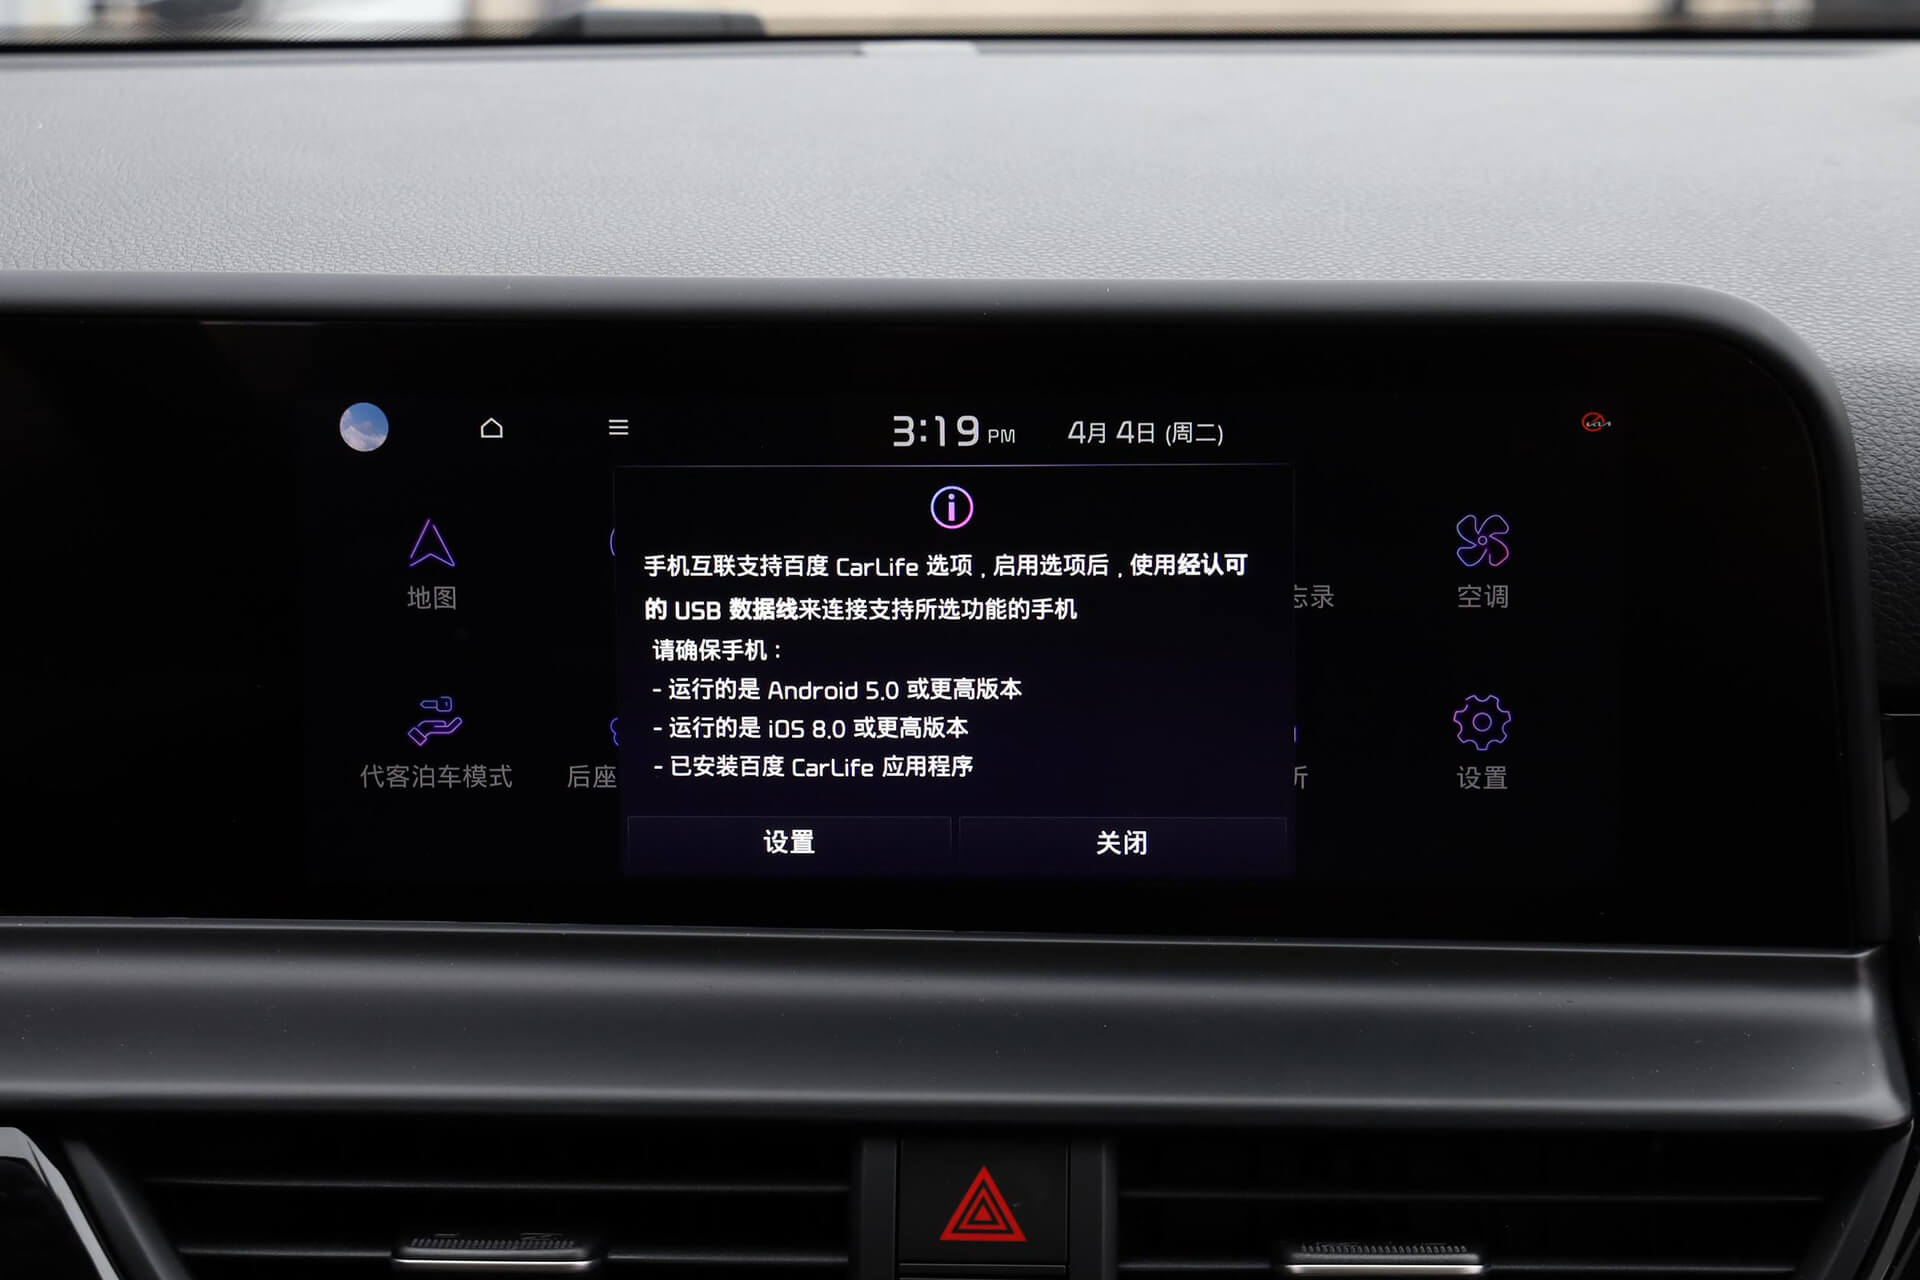 3:19 PM 4月 4日 (周二)
手机互联支持百度 CarLife 选项，启用选项后，使用经认可
的 USB 数据线来连接支持所选功能的手机
请确保手机：
- 运行的是 Android 5.0 或更高版本
- 运行的是 iOS 8.0 或更高版本
- 已安装百度 CarLife 应用程序
设置 关闭
地图 忘录 空调
代客泊车模式 后座 听 设置